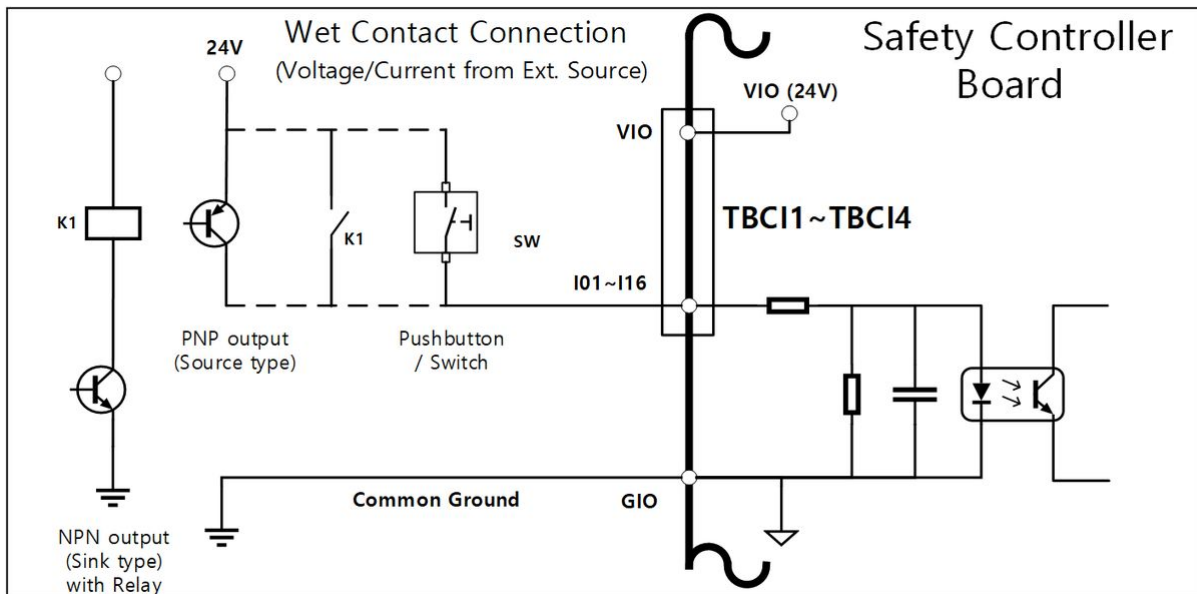 Wet Contact Connection
(Voltage/Current from Ext. Source)
Safety Controller
Board
24V
VIO (24V)
VIO
K1
K1
SW
TBCI1~TBCI4
I01~I16
PNP output
(Source type)
Pushbutton
/ Switch
Common Ground
GIO
NPN output
(Sink type)
with Relay